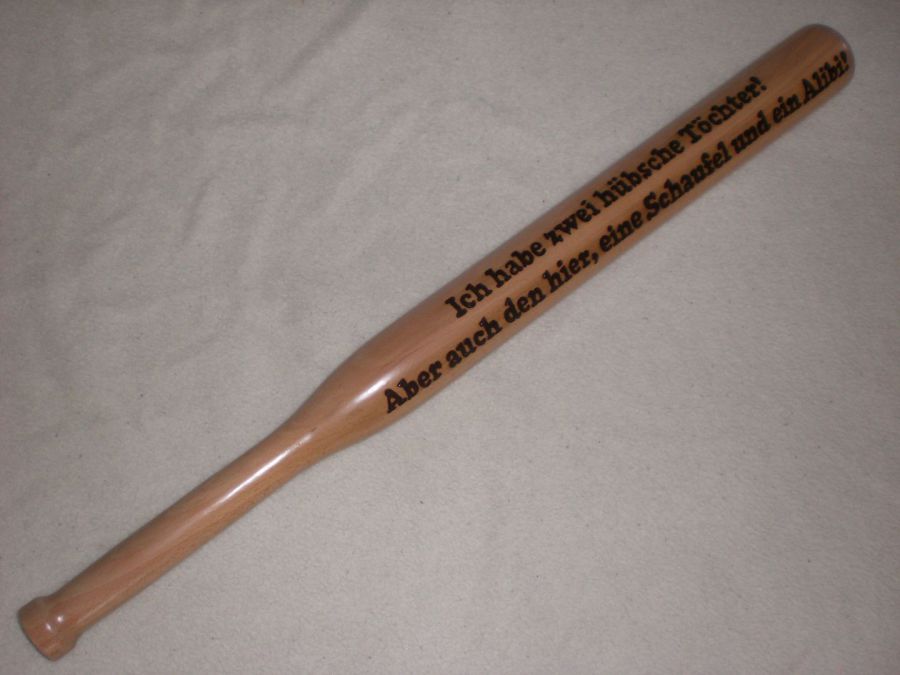 Ich habe zwei hübsche Töchter!
Aber auch den hier, eine Schaufel und ein Alibi!